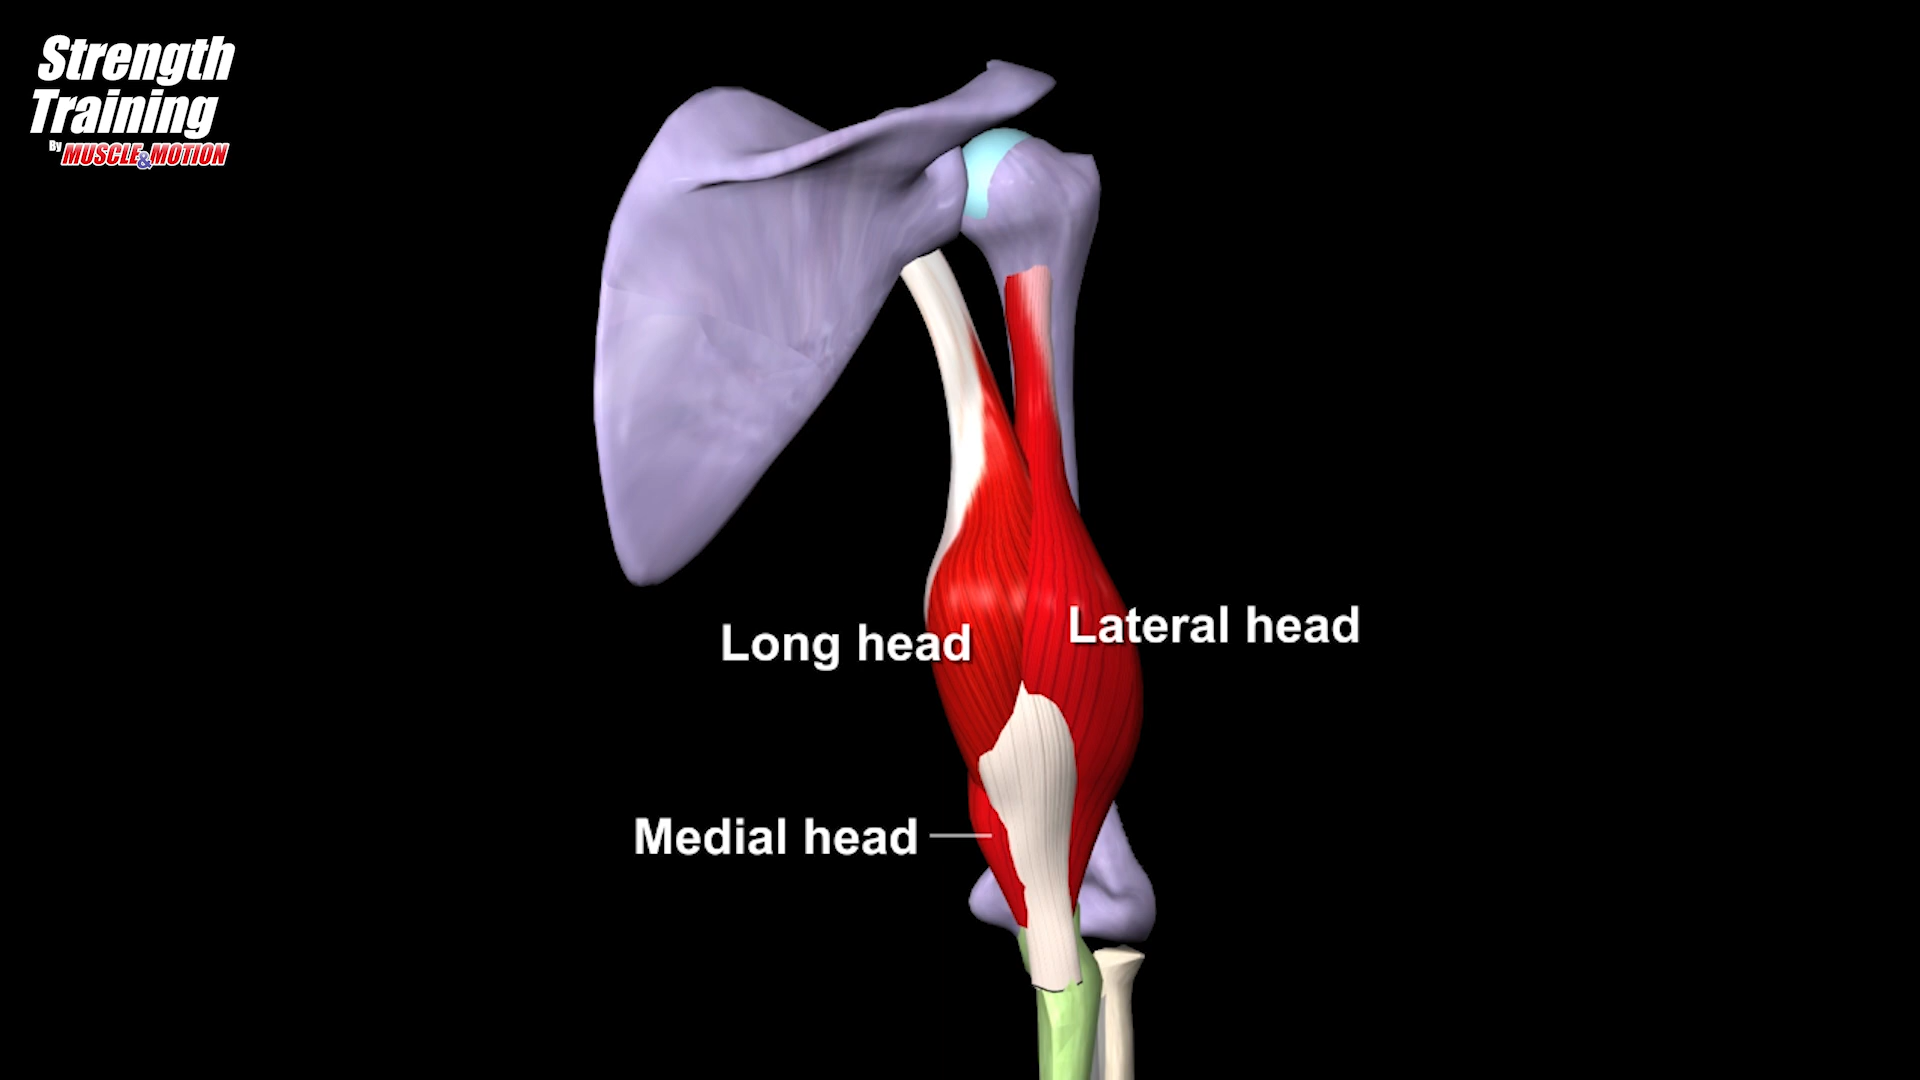 Strength
Training
By MUSCLE&MOTION
Long head
Lateral head
Medial head